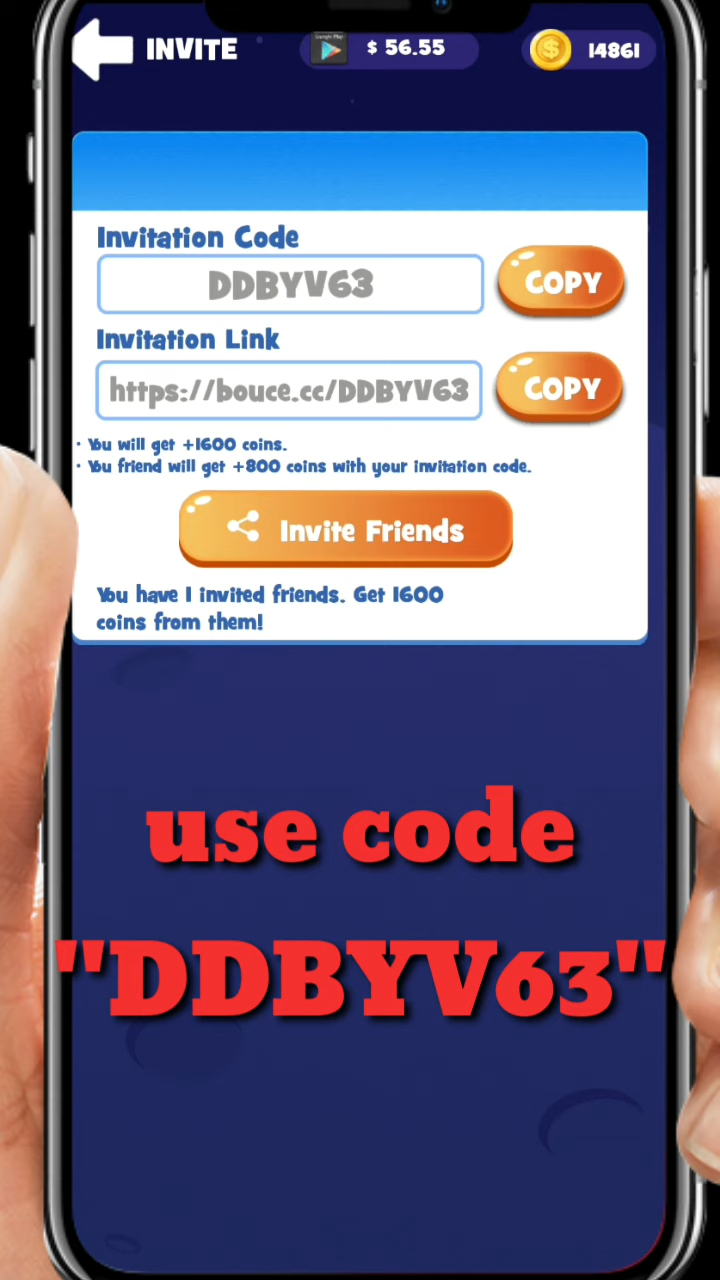 INVITE
Google Play
$ 56.55
14861
Invitation Code
DDBYV63
COPY
Invitation Link
https://bouce.cc/DDBYV63
COPY
• You will get +1600 coins.
• You friend will get +800 coins with your invitation code.
Invite Friends
You have 1 invited friends. Get 1600
coins from them!
use code
"DDBYV63"